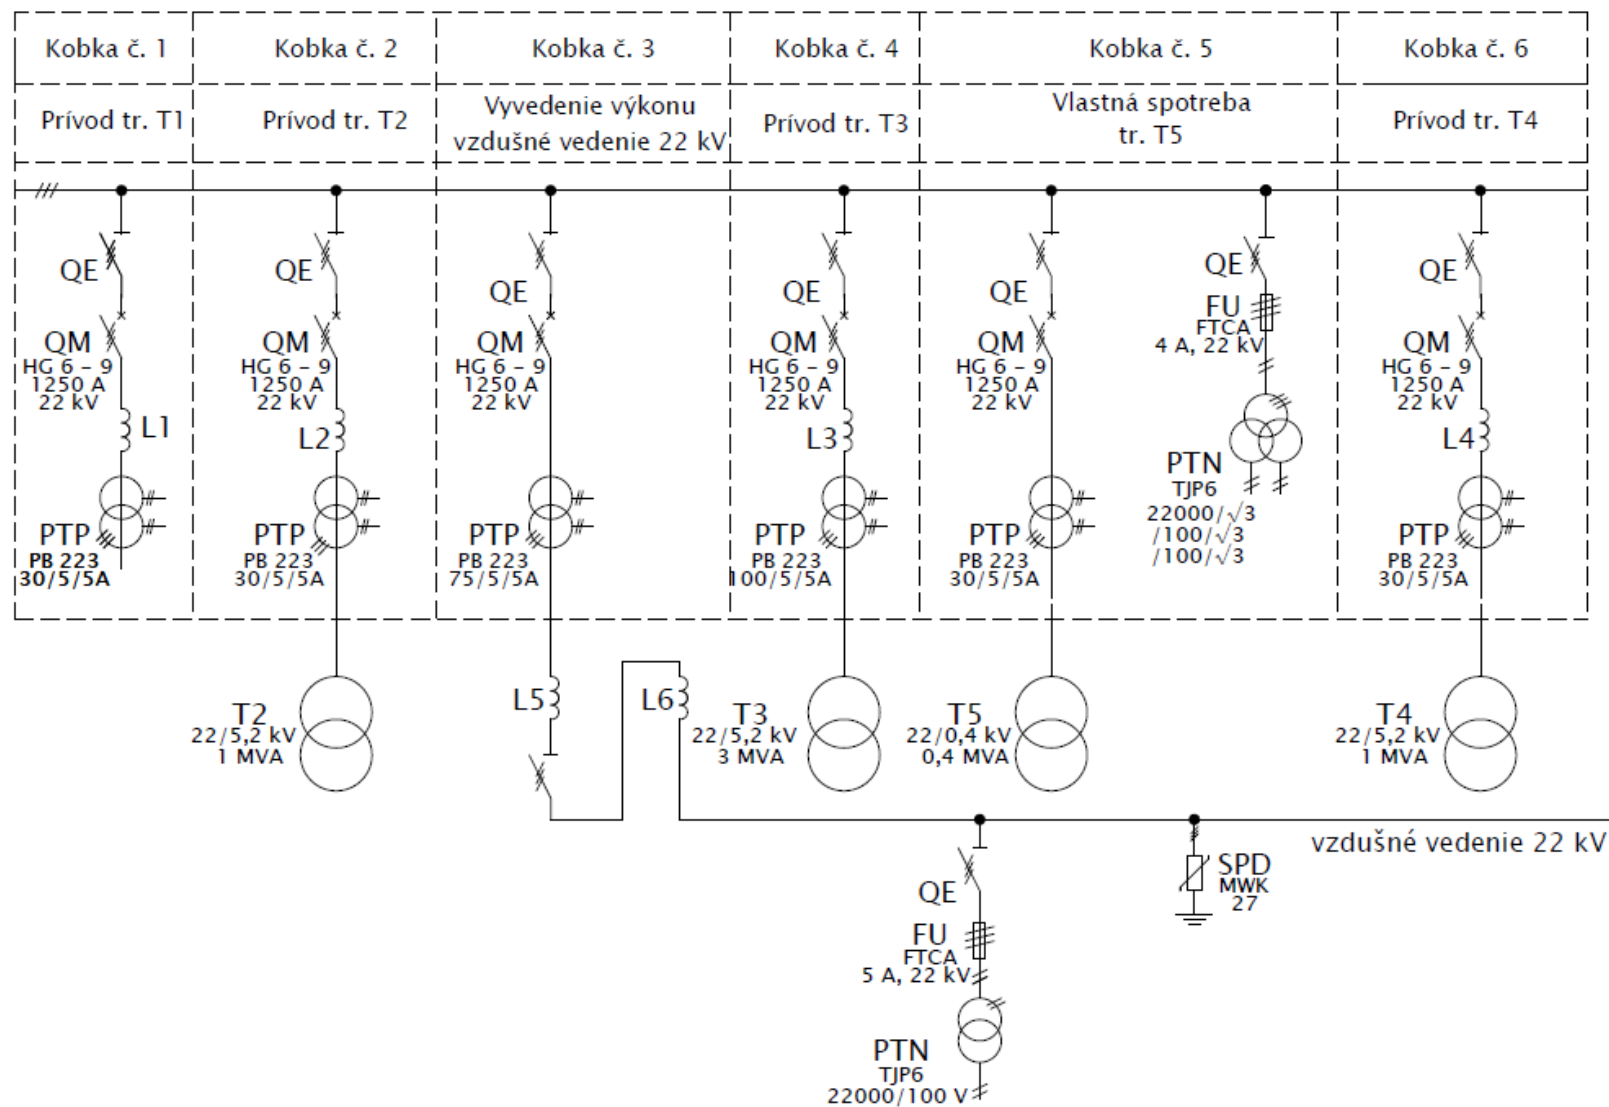 Kobka č. 1
Kobka č. 2
Kobka č. 3
Kobka č. 4
Kobka č. 5
Kobka č. 6
Prívod tr. T1
Prívod tr. T2
Vyvedenie výkonu
vzdušné vedenie 22 kV
Prívod tr. T3
Vlastná spotreba
tr. T5
Prívod tr. T4
QE
QM
HG 6 - 9
1250 A
22 kV
L1
PTP
PB 223
30/5/5A
QE
QM
HG 6 - 9
1250 A
22 kV
L2
PTP
PB 223
30/5/5A
T2
22/5,2 kV
1 MVA
QE
QM
HG 6 - 9
1250 A
22 kV
PTP
PB 223
75/5/5A
L5
L6
QE
QM
HG 6 - 9
1250 A
22 kV
L3
PTP
PB 223
100/5/5A
T3
22/5,2 kV
3 MVA
QE
QM
HG 6 - 9
1250 A
22 kV
PTP
PB 223
30/5/5A
T5
22/0,4 kV
0,4 MVA
QE
FU
FTCA
4 A, 22 kV
PTN
TJP6
22000/√3
/100/√3
/100/√3
QE
QM
HG 6 - 9
1250 A
22 kV
L4
PTP
PB 223
30/5/5A
T4
22/5,2 kV
1 MVA
vzdušné vedenie 22 kV
QE
FU
FTCA
5 A, 22 kV
PTN
TJP6
22000/100 V
SPD
MWK
27